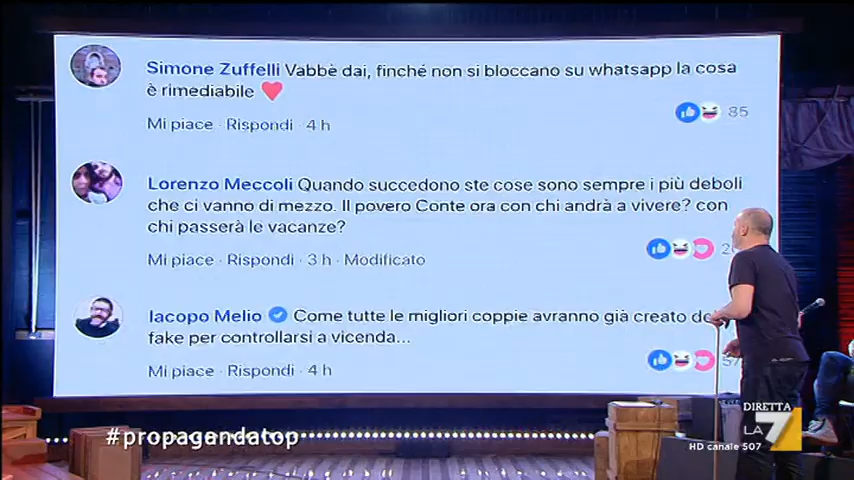 Simone Zuffelli Vabbè dai, finché non si bloccano su whatsapp la cosa
è rimediabile ❤️
Mi piace · Rispondi · 4 h
85
Lorenzo Meccoli Quando succedono ste cose sono sempre i più deboli
che ci vanno di mezzo. Il povero Conte ora con chi andrà a vivere? con
chi passerà le vacanze?
Mi piace · Rispondi · 3 h · Modificato
Iacopo Melio Come tutte le migliori coppie avranno già creato
fake per controllarsi a vicenda...
Mi piace · Rispondi · 4 h
#propagandatop
DIRETTA
LA 7
HD canale 507